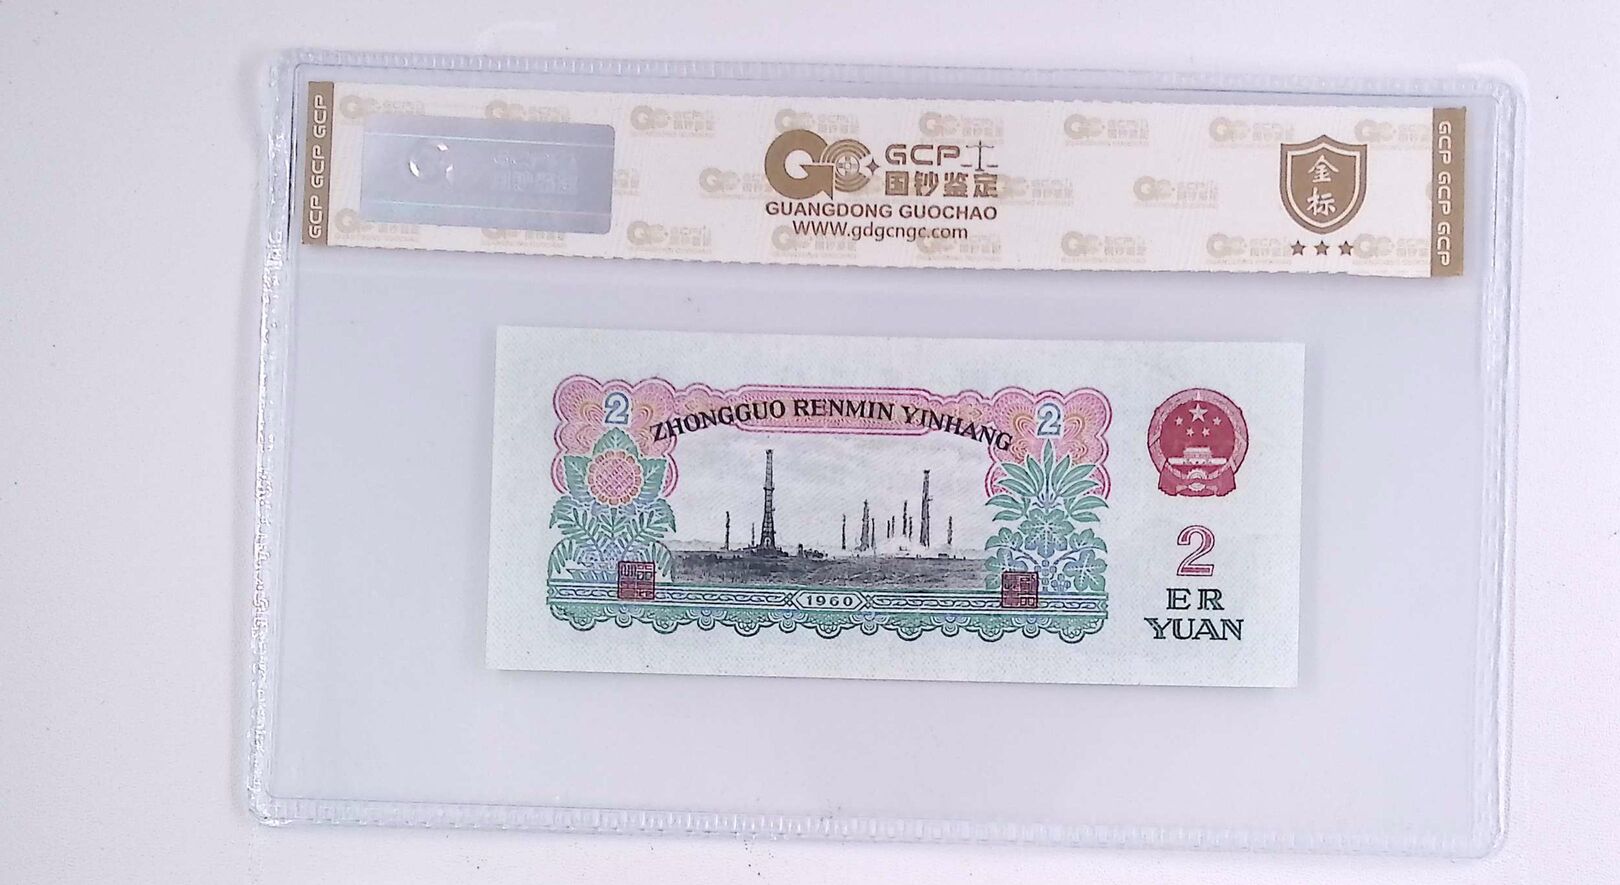 GCP GCP GCP
GCP
国钞鉴定
GUANGDONG GUOCHAO
WWW.gdgcngc.com
金
标
GCP GCP GCP
2
ZHONGGUO RENMIN YINHANG
2
1960
2
ER
YUAN